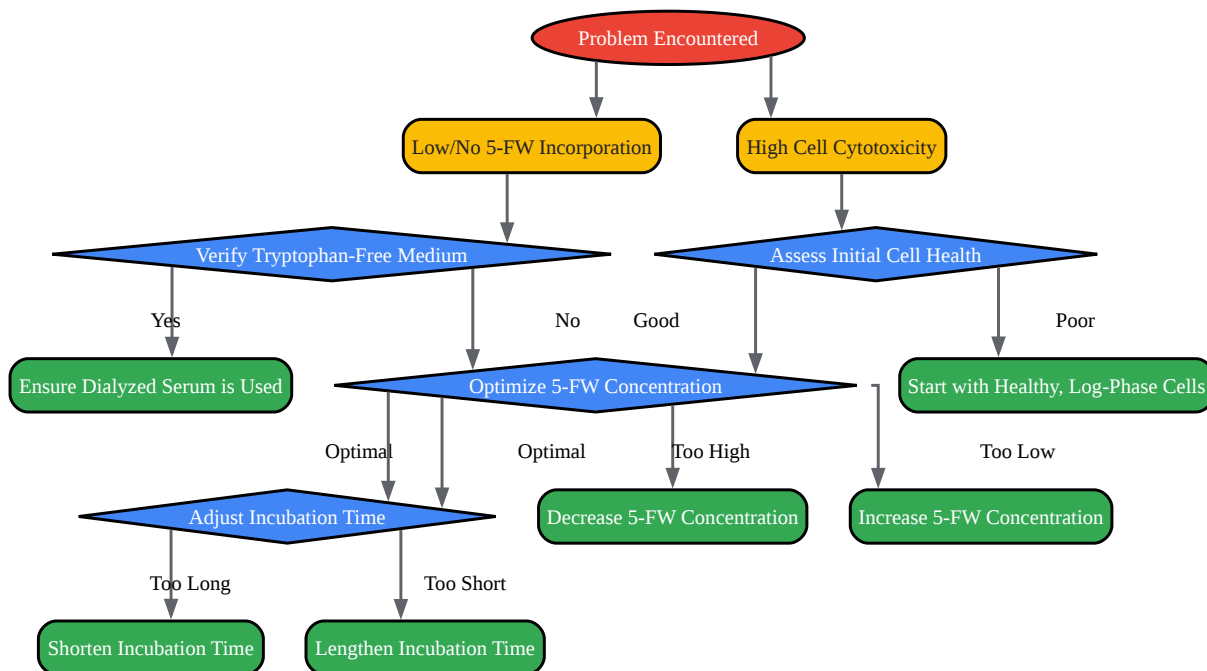 Problem Encountered
Low/No 5-FW Incorporation
High Cell Cytotoxicity
Verify Tryptophan-Free Medium
Assess Initial Cell Health
Yes
No
Good
Poor
Ensure Dialyzed Serum is Used
Optimize 5-FW Concentration
Start with Healthy, Log-Phase Cells
Optimal
Optimal
Too High
Too Low
Adjust Incubation Time
Decrease 5-FW Concentration
Increase 5-FW Concentration
Too Long
Too Short
Shorten Incubation Time
Lengthen Incubation Time